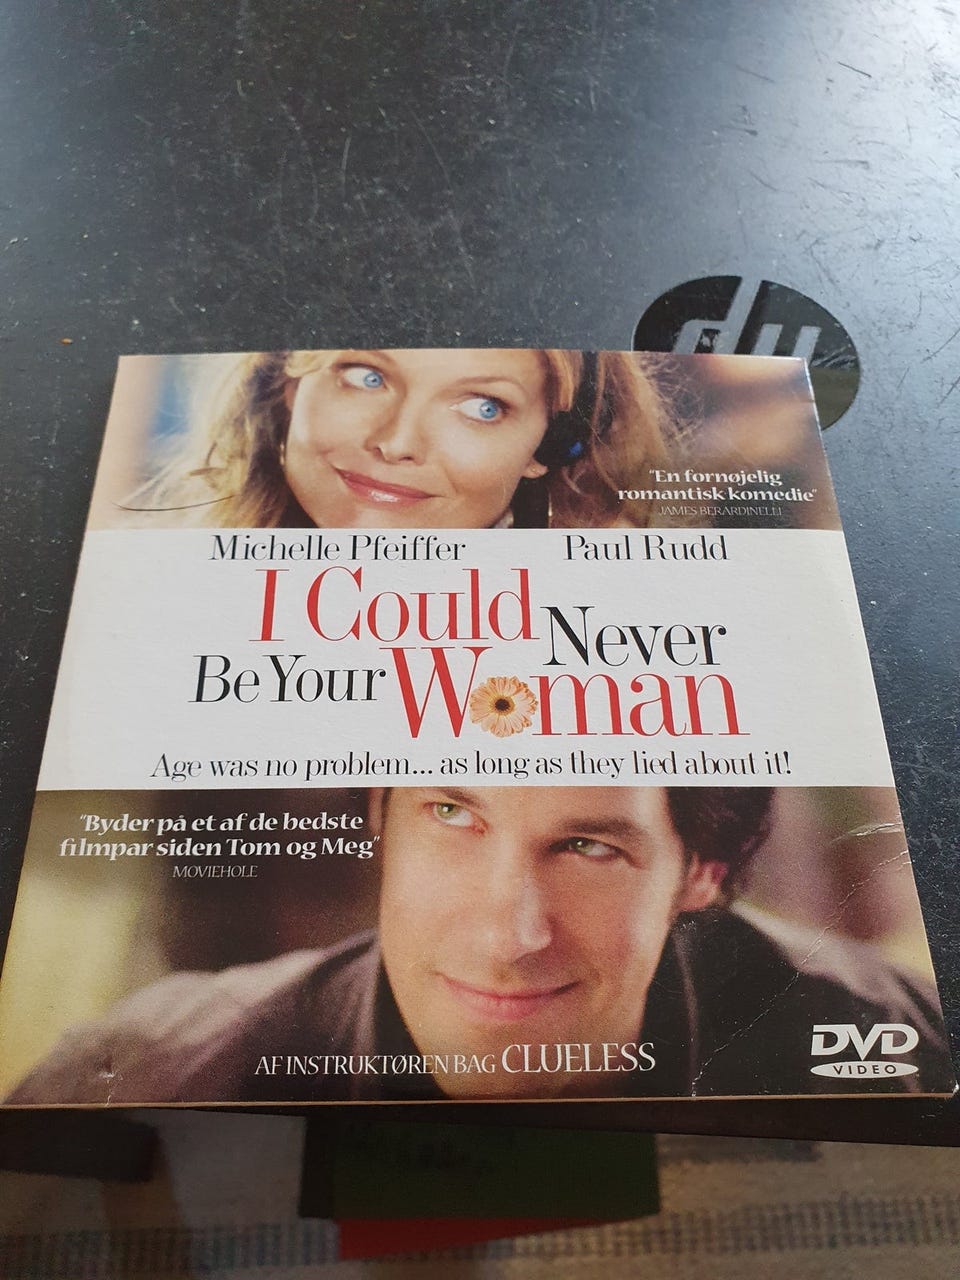 hp
"En fornøjelig
romantisk komedie"
JAMES BERARDINELLI
Michelle Pfeiffer Paul Rudd
I Could Never
Be Your Woman
Age was no problem... as long as they lied about it!
"Byder på et af de bedste
filmpar siden Tom og Meg"
MOVIEHOLE
AF INSTRUKTØREN BAG CLUELESS
DVD
VIDEO